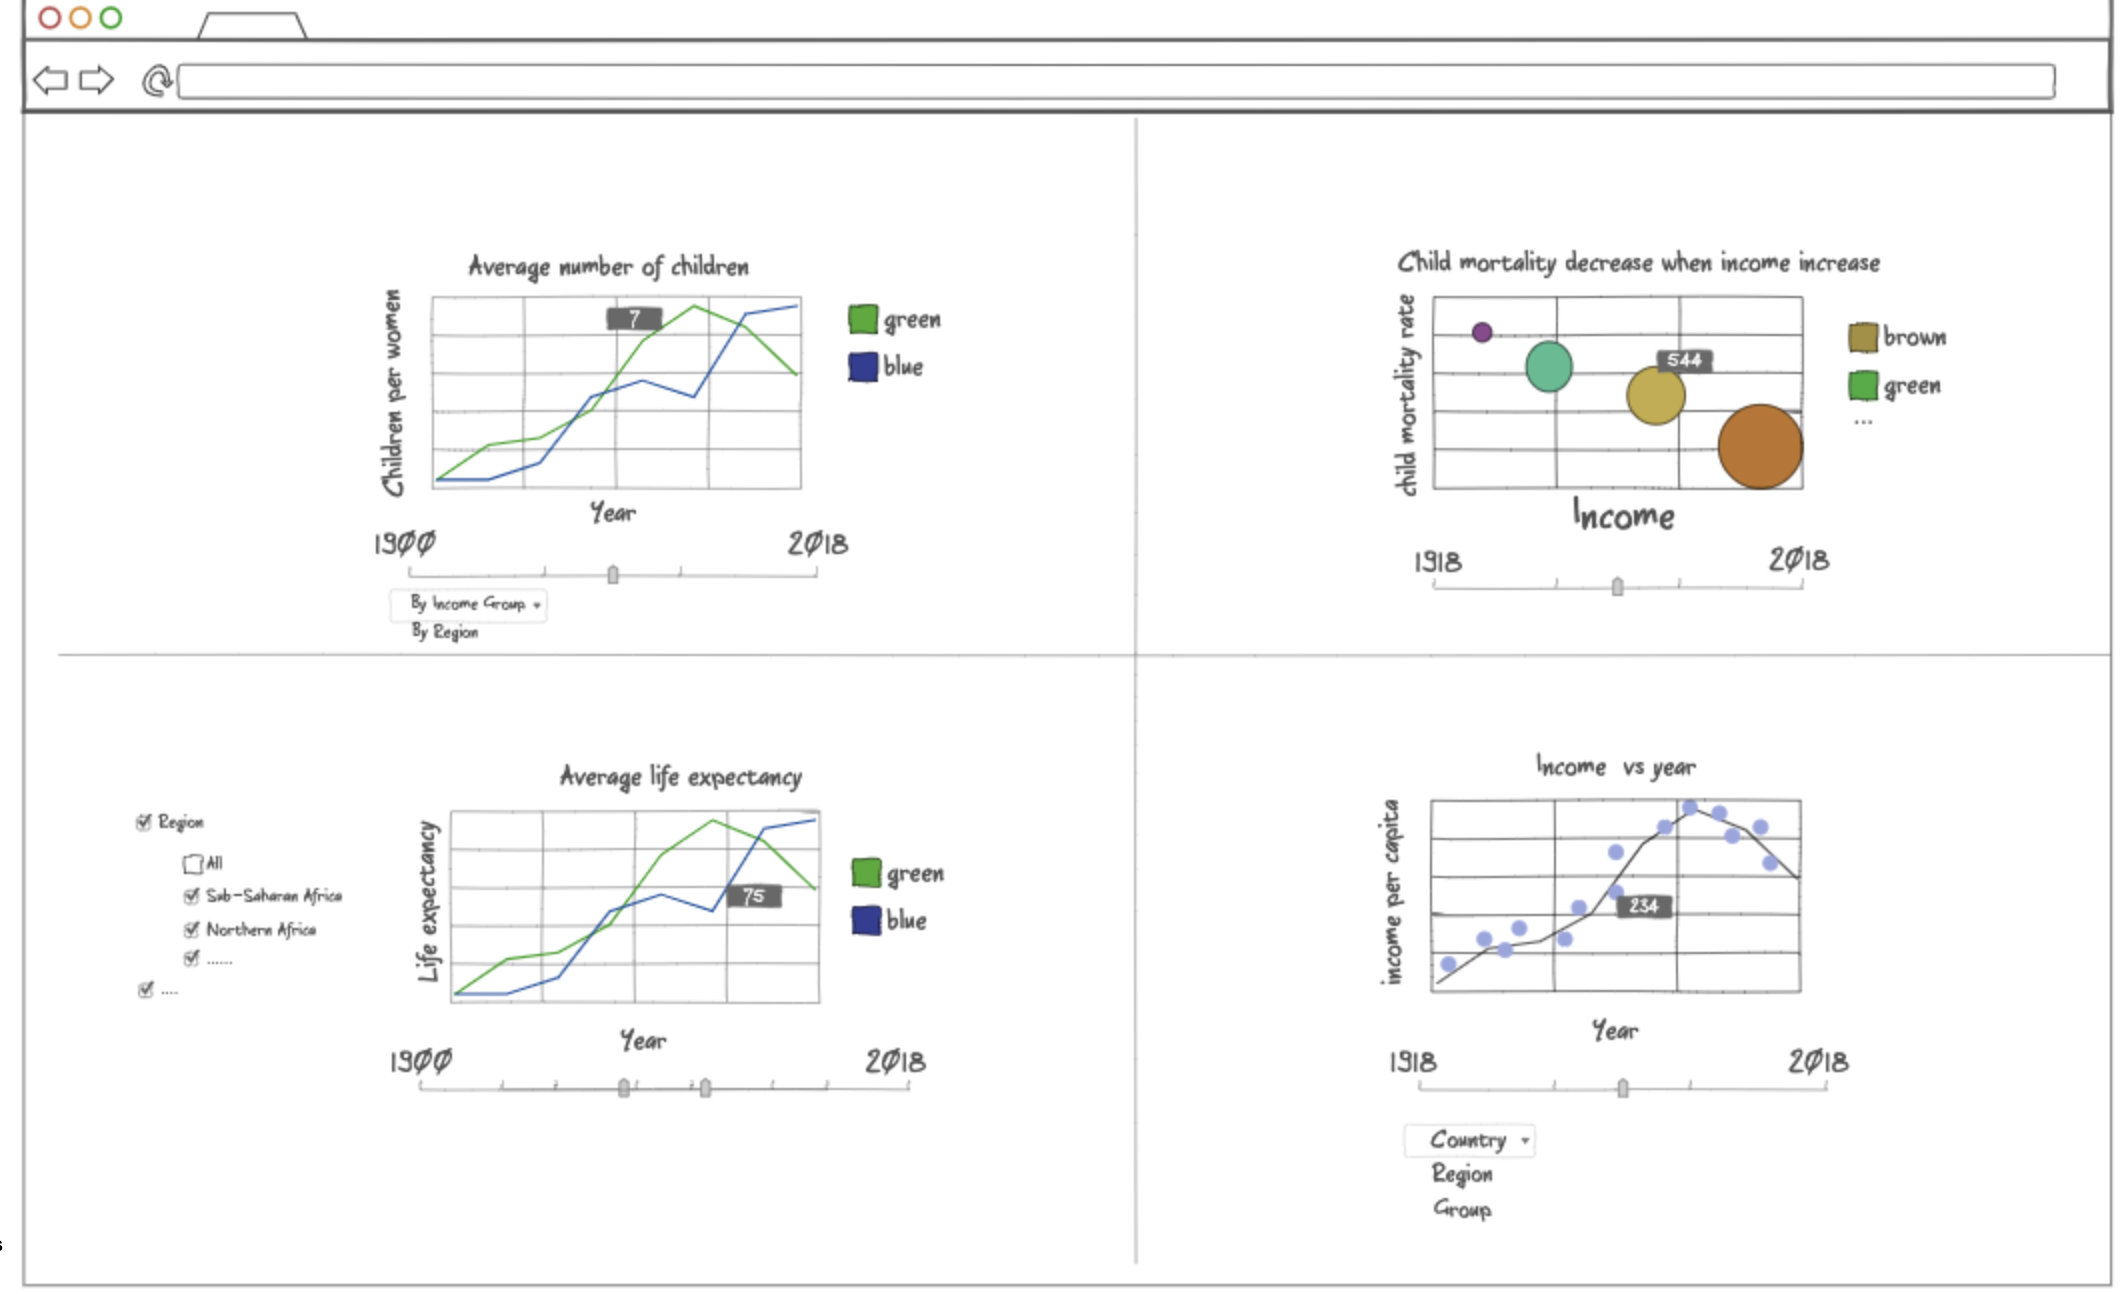 Average number of children
Children per women
7
green
blue
Year
1900
2018
By Income Group
By Region
Child mortality decrease when income increase
child mortality rate
544
brown
green
...
Income
1918
2018
Average life expectancy
Region
All
Sub-Saharan Africa
Northern Africa
......
....
Life expectancy
75
green
blue
Year
1900
2018
Income vs year
income per capita
234
Year
1918
2018
Country
Region
Group
s